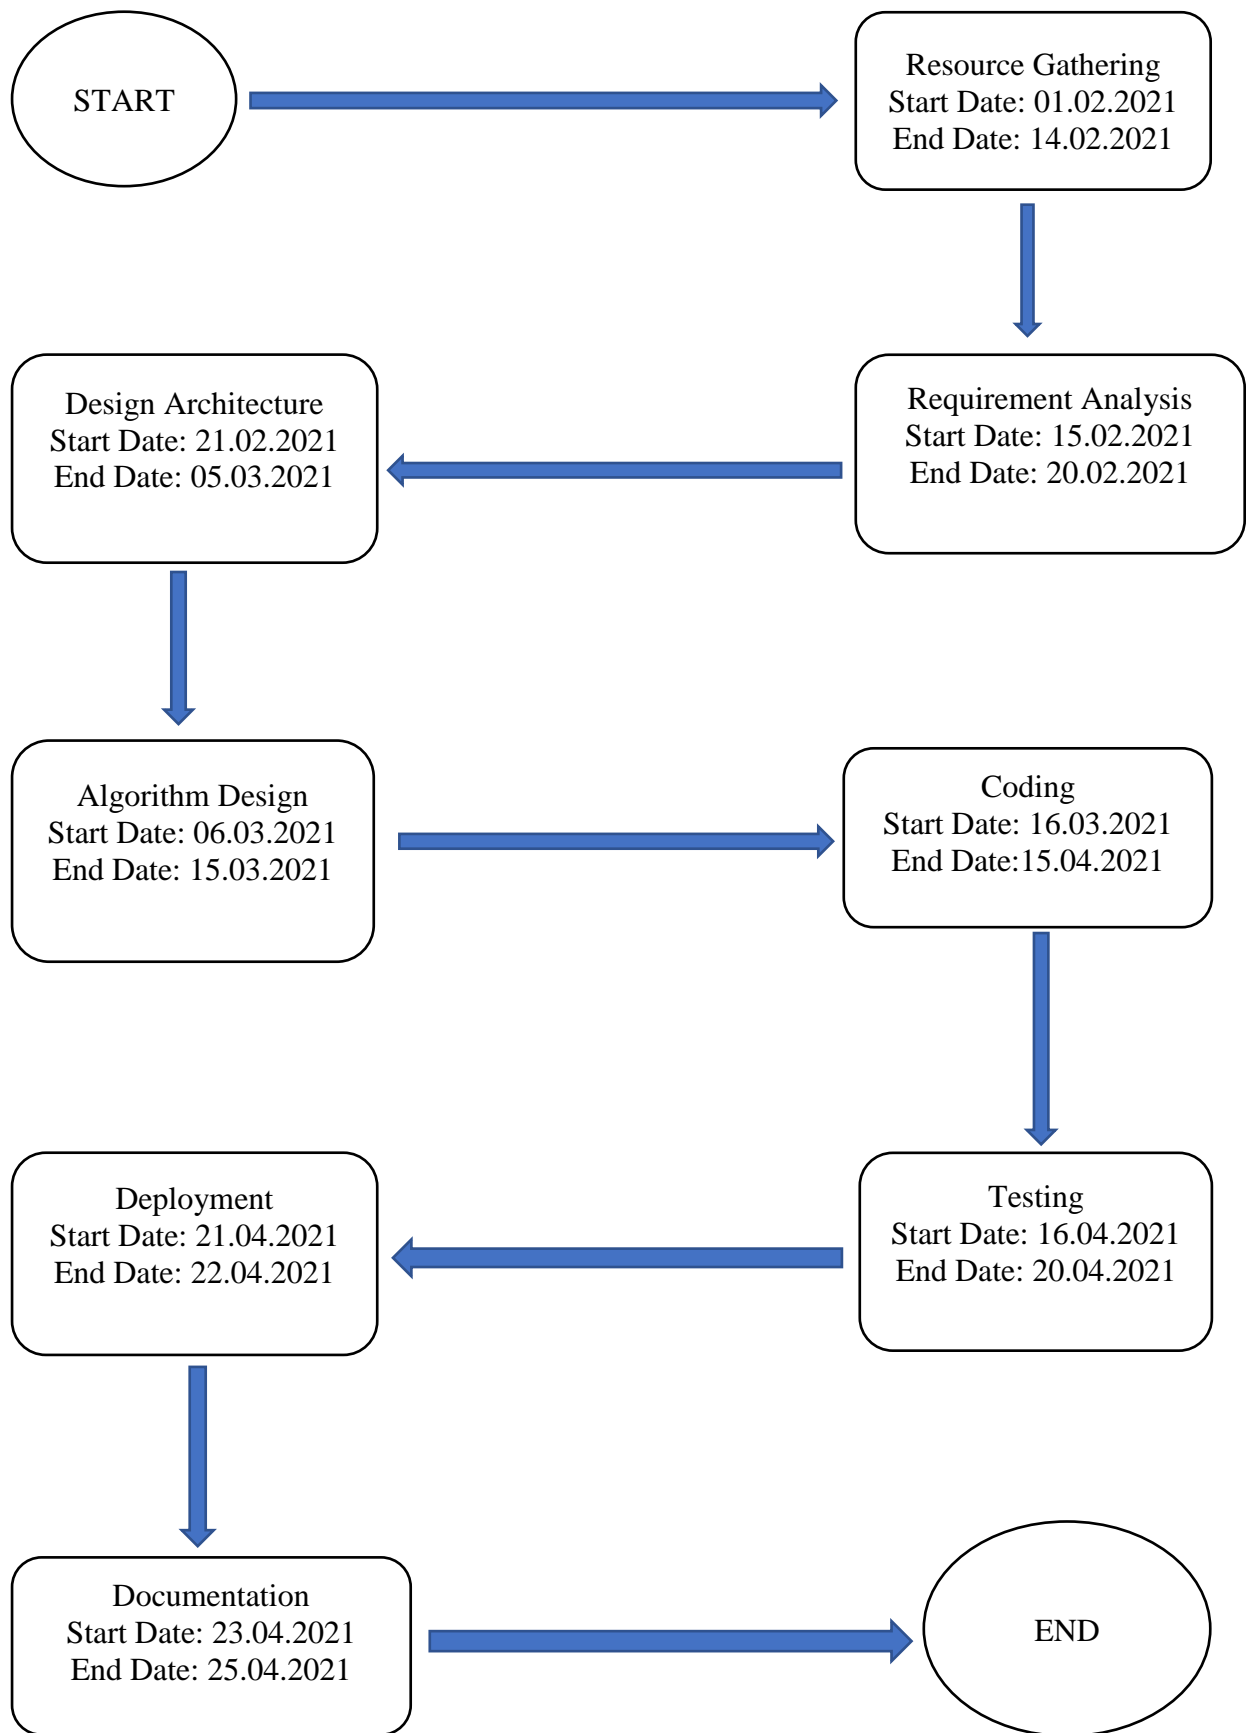 START
Resource Gathering
Start Date: 01.02.2021
End Date: 14.02.2021
Requirement Analysis
Start Date: 15.02.2021
End Date: 20.02.2021
Design Architecture
Start Date: 21.02.2021
End Date: 05.03.2021
Algorithm Design
Start Date: 06.03.2021
End Date: 15.03.2021
Coding
Start Date: 16.03.2021
End Date:15.04.2021
Testing
Start Date: 16.04.2021
End Date: 20.04.2021
Deployment
Start Date: 21.04.2021
End Date: 22.04.2021
Documentation
Start Date: 23.04.2021
End Date: 25.04.2021
END